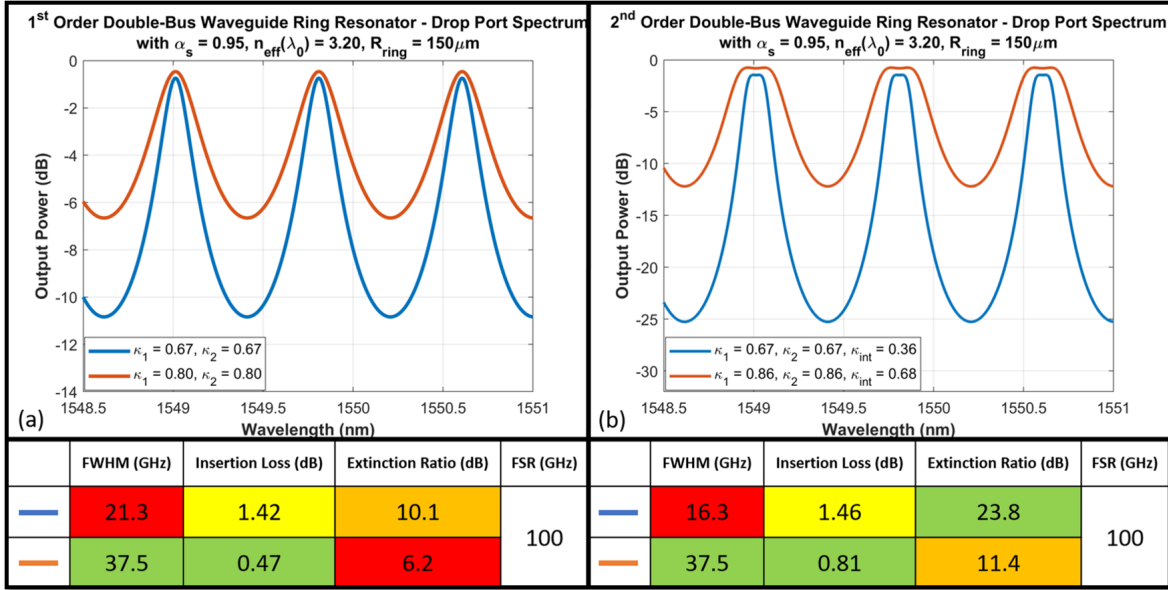 1st Order Double-Bus Waveguide Ring Resonator - Drop Port Spectrum
with αs = 0.95, neff(λ0) = 3.20, Rring = 150μm
0
-2
-4
-6
-8
-10
-12
-14
Output Power (dB)
κ1 = 0.67, κ2 = 0.67
κ1 = 0.80, κ2 = 0.80
1548.5 1549 1549.5 1550 1550.5 1551
(a)
Wavelength (nm)
2nd Order Double-Bus Waveguide Ring Resonator - Drop Port Spectrum
with αs = 0.95, neff(λ0) = 3.20, Rring = 150μm
0
-5
-10
-15
-20
-25
-30
Output Power (dB)
κ1 = 0.67, κ2 = 0.67, κint = 0.36
κ1 = 0.86, κ2 = 0.86, κint = 0.68
1548.5 1549 1549.5 1550 1550.5 1551
(b)
Wavelength (nm)
FWHM (GHz) Insertion Loss (dB) Extinction Ratio (dB) FSR (GHz)
21.3 1.42 10.1
100
37.5 0.47 6.2
FWHM (GHz) Insertion Loss (dB) Extinction Ratio (dB) FSR (GHz)
16.3 1.46 23.8
100
37.5 0.81 11.4